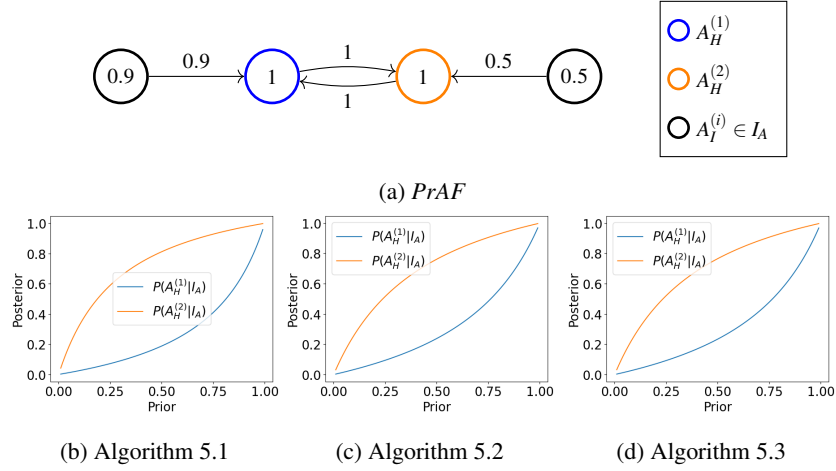 0.9
0.9
1
1
1
1
0.5
0.5
A_H^{(1)}
A_H^{(2)}
A_I^{(i)} ∈ I_A
(a) PrAF
1.0
0.8
0.6
0.4
0.2
0.0
Posterior
P(A_H^{(1)}|I_A)
P(A_H^{(2)}|I_A)
0.00 0.25 0.50 0.75 1.00
Prior
(b) Algorithm 5.1
1.0
0.8
0.6
0.4
0.2
0.0
Posterior
P(A_H^{(1)}|I_A)
P(A_H^{(2)}|I_A)
0.00 0.25 0.50 0.75 1.00
Prior
(c) Algorithm 5.2
1.0
0.8
0.6
0.4
0.2
0.0
Posterior
P(A_H^{(1)}|I_A)
P(A_H^{(2)}|I_A)
0.00 0.25 0.50 0.75 1.00
Prior
(d) Algorithm 5.3